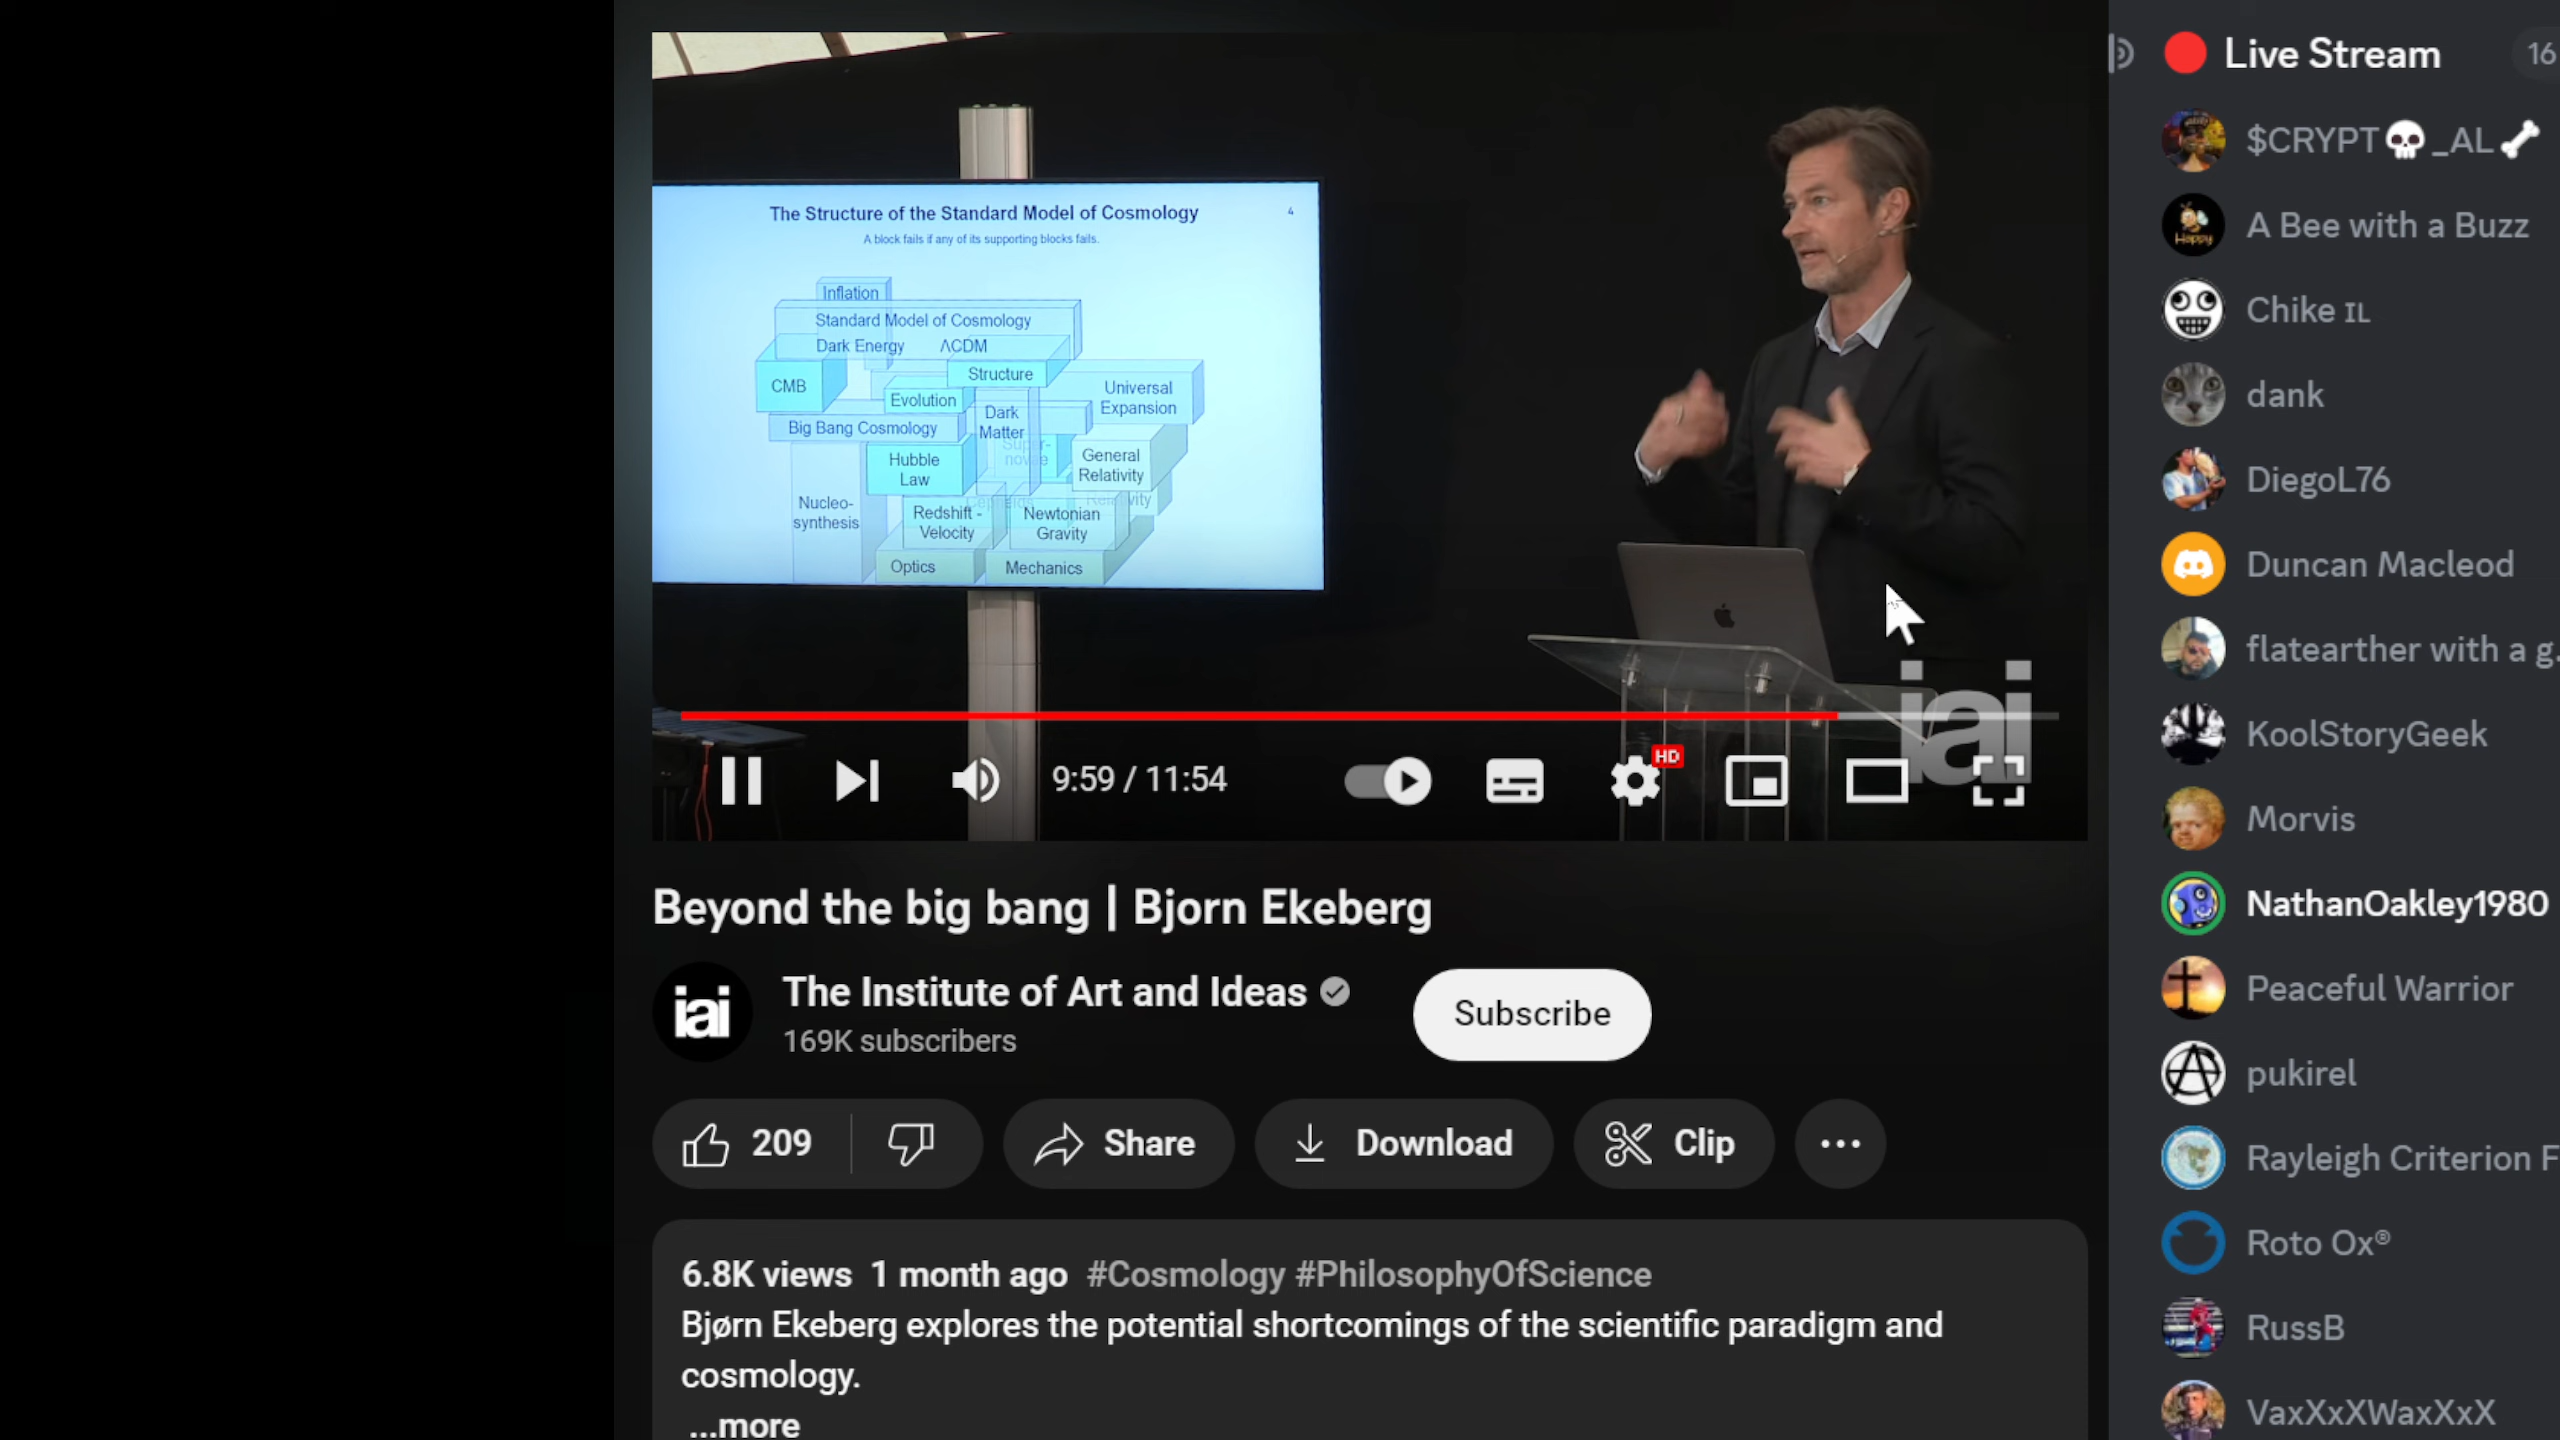 The Structure of the Standard Model of Cosmology
4
A block fails if any of its supporting blocks fails.
Inflation
Standard Model of Cosmology
Dark Energy ΛCDM
CMB
Structure
Evolution
Universal
Expansion
Dark
Matter
Big Bang Cosmology
Super-
novae
Hubble
Law
General
Relativity
Cepheids
Relativity
Nucleo-
synthesis
Redshift -
Velocity
Newtonian
Gravity
Optics
Mechanics
iai
HD
9:59 / 11:54
Beyond the big bang | Bjorn Ekeberg
iai
The Institute of Art and Ideas
169K subscribers
Subscribe
209
Share
Download
Clip
6.8K views 1 month ago #Cosmology #PhilosophyOfScience
Bjørn Ekeberg explores the potential shortcomings of the scientific paradigm and
cosmology.
...more
Live Stream
16
$CRYPT💀_AL🦴
A Bee with a Buzz
Happy
Chike IL
dank
DiegoL76
Duncan Macleod
flatearther with a g.
KoolStoryGeek
Morvis
NathanOakley1980
Peaceful Warrior
pukirel
Rayleigh Criterion F
Roto Ox®
RussB
VaxXxXWaxXxX